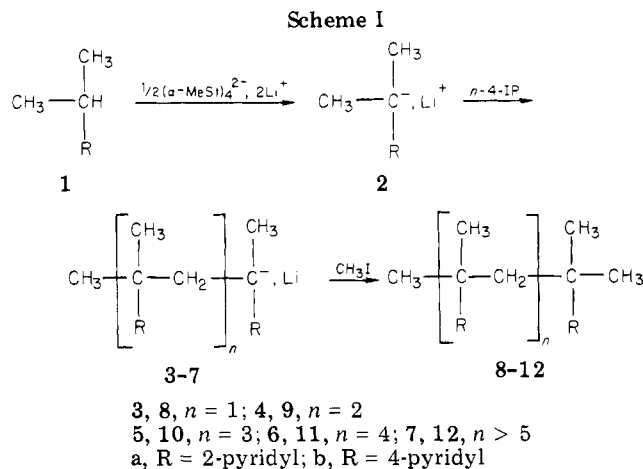 Scheme I
CH₃
CH₃ CH
R
1
½(α-MeSt)₄²⁻, 2Li⁺
CH₃
CH₃ C⁻, Li⁺
R
2
n-4-IP
CH₃ CH₃
CH₃ C CH₂ C⁻, Li
R R
n
3-7
CH₃I
CH₃ CH₃
CH₃ C CH₂ C CH₃
R R
n
8-12
3, 8, n = 1; 4, 9, n = 2
5, 10, n = 3; 6, 11, n = 4; 7, 12, n > 5
a, R = 2-pyridyl; b, R = 4-pyridyl